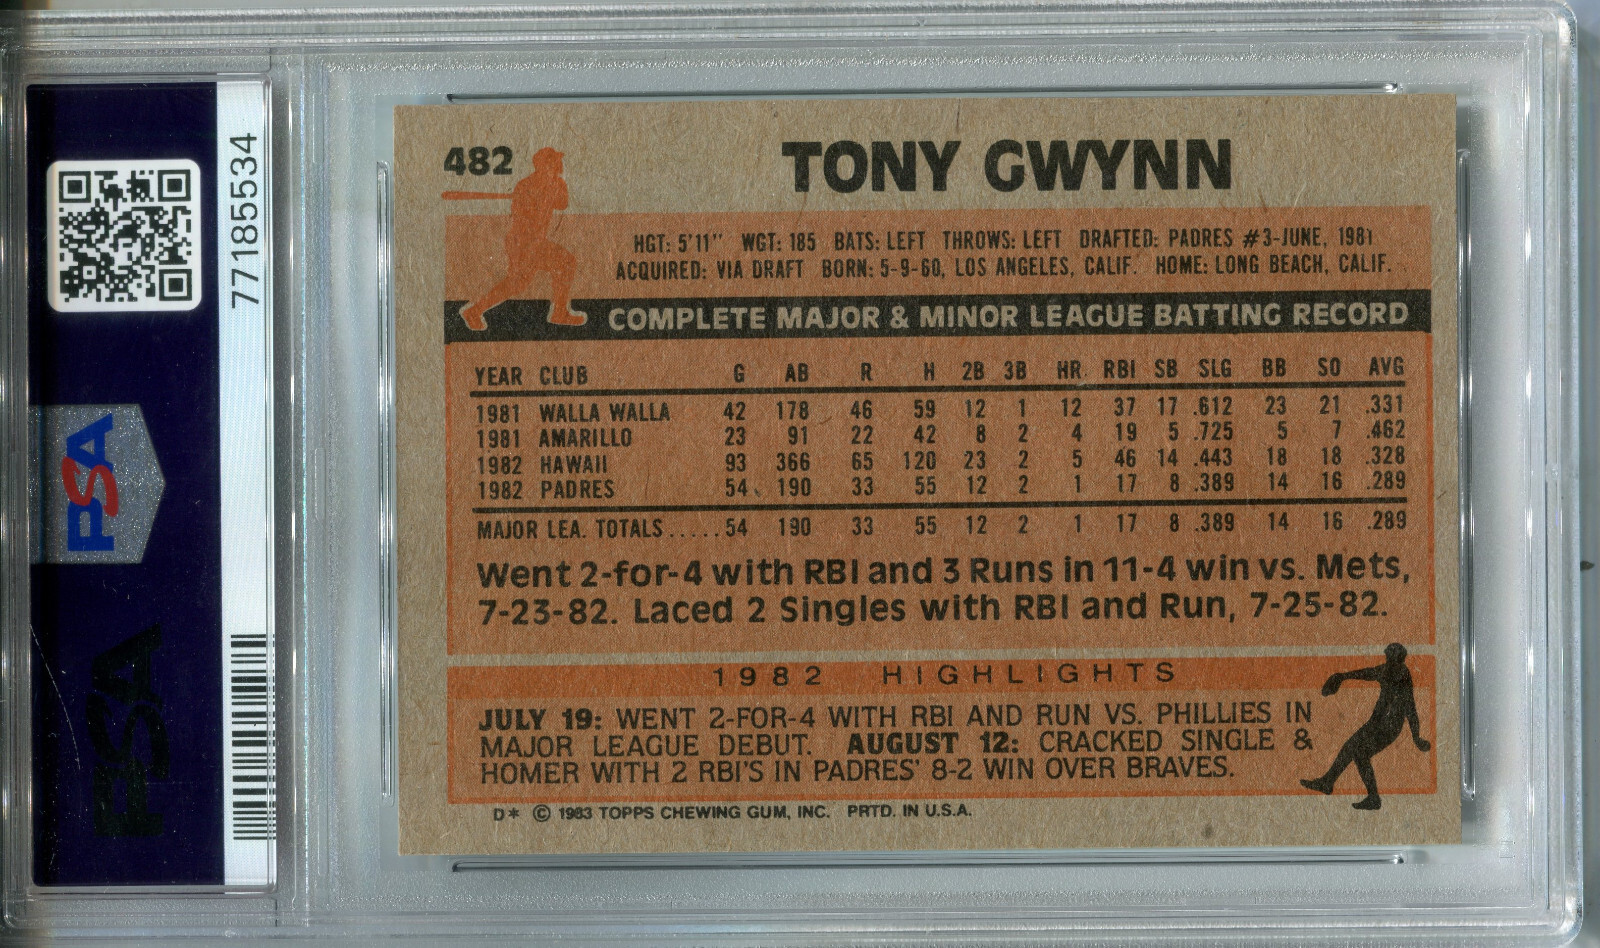 77185534
PSA
PSA
482
TONY GWYNN
HGT: 5'11" WGT: 185 BATS: LEFT THROWS: LEFT DRAFTED: PADRES #3-JUNE, 1981
ACQUIRED: VIA DRAFT BORN: 5-9-60, LOS ANGELES, CALIF. HOME: LONG BEACH, CALIF.
COMPLETE MAJOR & MINOR LEAGUE BATTING RECORD
YEAR CLUB G AB R H 2B 3B HR RBI SB SLG BB SO AVG
1981 WALLA WALLA 42 178 46 59 12 1 12 37 17 .612 23 21 .331
1981 AMARILLO 23 91 22 42 8 2 4 19 5 .725 5 7 .462
1982 HAWAII 93 366 65 120 23 2 5 46 14 .443 18 18 .328
1982 PADRES 54 190 33 55 12 2 1 17 8 .389 14 16 .289
MAJOR LEA. TOTALS.....54 190 33 55 12 2 1 17 8 .389 14 16 .289
Went 2-for-4 with RBI and 3 Runs in 11-4 win vs. Mets,
7-23-82. Laced 2 Singles with RBI and Run, 7-25-82.
1982 HIGHLIGHTS
JULY 19: WENT 2-FOR-4 WITH RBI AND RUN VS. PHILLIES IN
MAJOR LEAGUE DEBUT. AUGUST 12: CRACKED SINGLE &
HOMER WITH 2 RBI'S IN PADRES' 8-2 WIN OVER BRAVES.
D* © 1983 TOPPS CHEWING GUM, INC. PRTD. IN U.S.A.